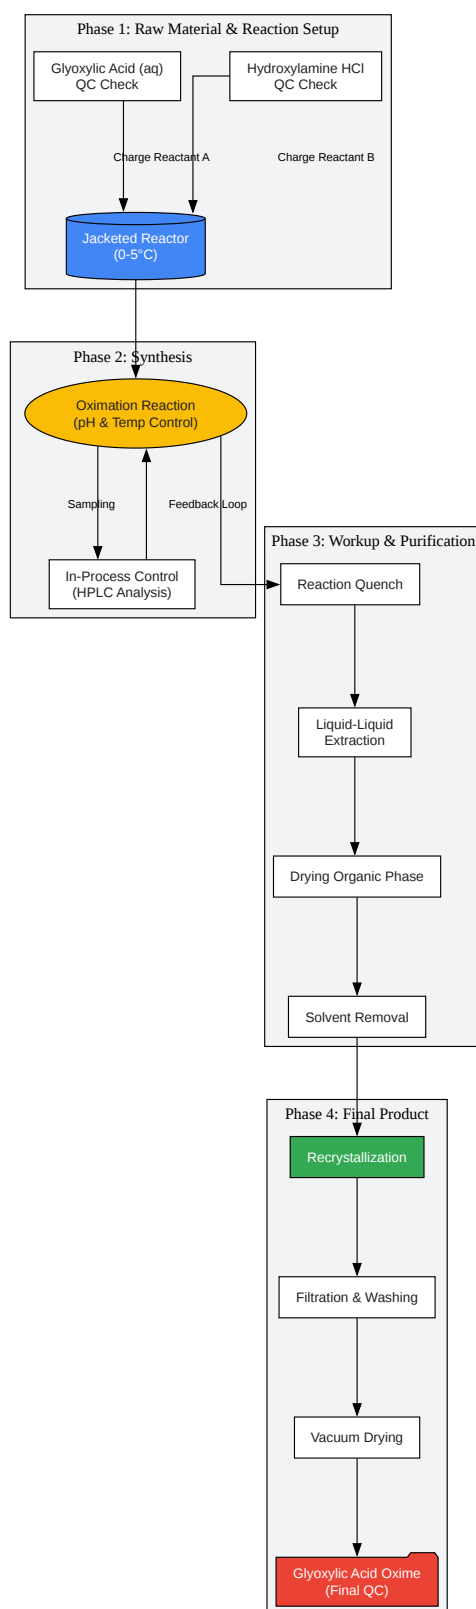 Phase 1: Raw Material & Reaction Setup
Glyoxylic Acid (aq)
QC Check
Hydroxylamine HCl
QC Check
Charge Reactant A
Charge Reactant B
Jacketed Reactor
(0-5°C)
Phase 2: Synthesis
Oximation Reaction
(pH & Temp Control)
Sampling
Feedback Loop
In-Process Control
(HPLC Analysis)
Phase 3: Workup & Purification
Reaction Quench
Liquid-Liquid
Extraction
Drying Organic Phase
Solvent Removal
Phase 4: Final Product
Recrystallization
Filtration & Washing
Vacuum Drying
Glyoxylic Acid Oxime
(Final QC)